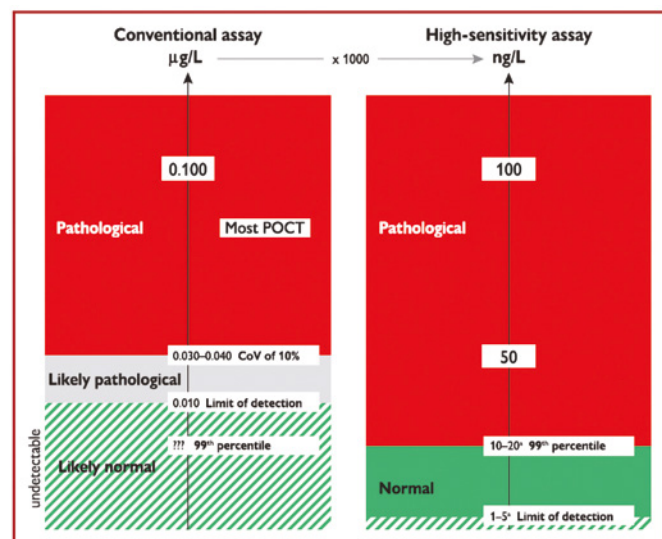 Conventional assay
High-sensitivity assay
μg/L
x 1000
ng/L
0.100
Pathological
Most POCT
0.030–0.040 CoV of 10%
Likely pathological
0.010 Limit of detection
??? 99th percentile
Likely normal
undetectable
100
Pathological
50
10–20ˢ 99th percentile
Normal
1–5ˢ Limit of detection